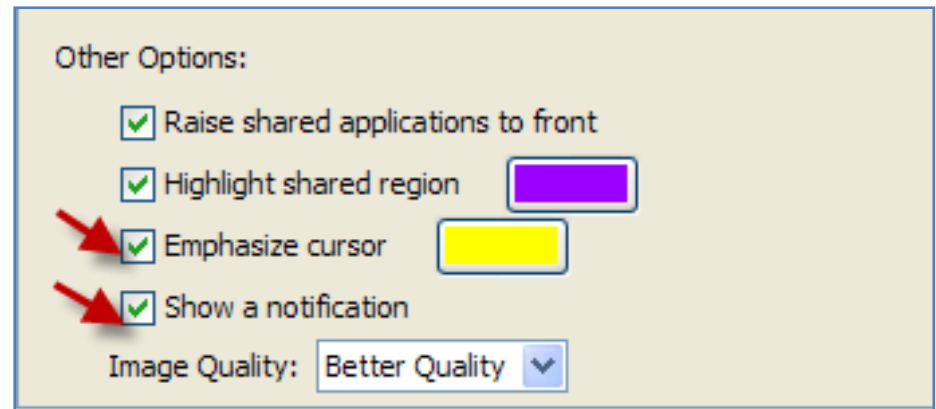 Other Options:
Raise shared applications to front
Highlight shared region
Emphasize cursor
Show a notification
Image Quality: Better Quality